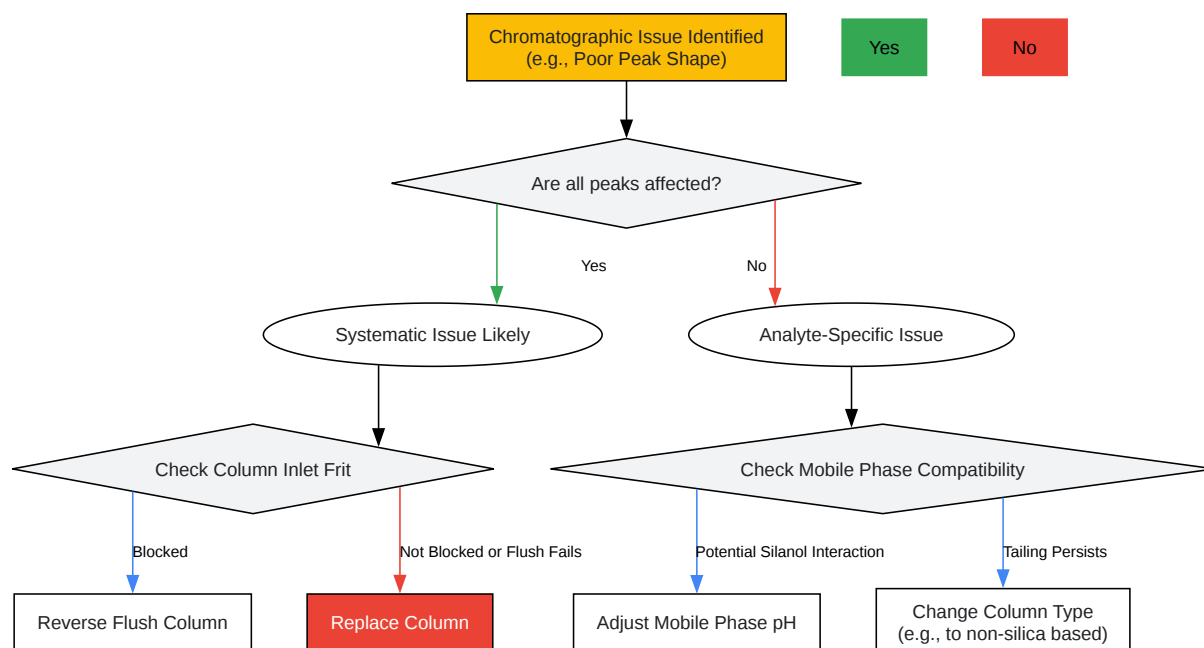 Chromatographic Issue Identified
(e.g., Poor Peak Shape)
Yes
No
Are all peaks affected?
Yes
No
Systematic Issue Likely
Analyte-Specific Issue
Check Column Inlet Frit
Check Mobile Phase Compatibility
Blocked
Not Blocked or Flush Fails
Potential Silanol Interaction
Tailing Persists
Reverse Flush Column
Replace Column
Adjust Mobile Phase pH
Change Column Type
(e.g., to non-silica based)